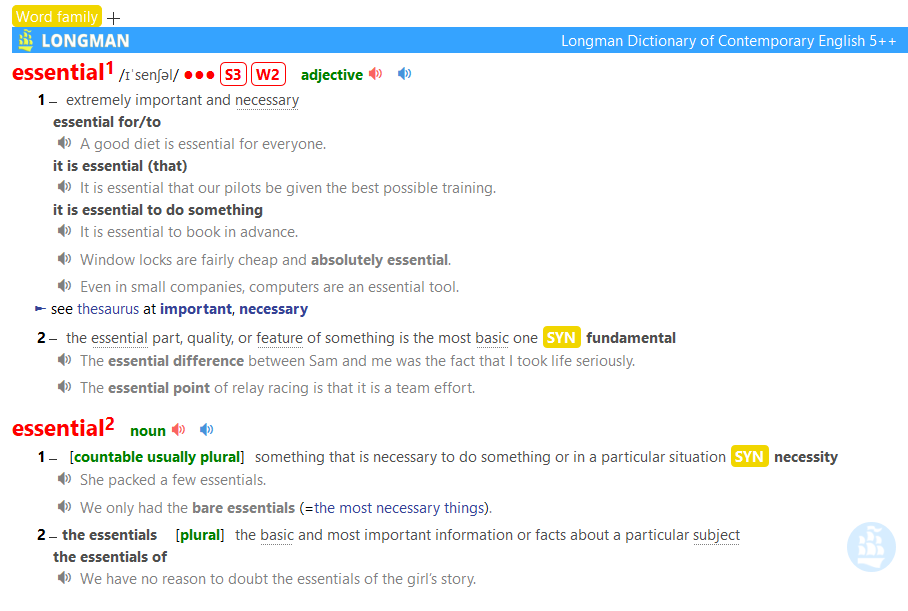 Word family +
LONGMAN Longman Dictionary of Contemporary English 5++
essential1 /ɪˈsenʃəl/ ●●● S3 W2 adjective
1 – extremely important and necessary
essential for/to
A good diet is essential for everyone.
it is essential (that)
It is essential that our pilots be given the best possible training.
it is essential to do something
It is essential to book in advance.
Window locks are fairly cheap and absolutely essential.
Even in small companies, computers are an essential tool.
► see thesaurus at important, necessary
2 – the essential part, quality, or feature of something is the most basic one SYN fundamental
The essential difference between Sam and me was the fact that I took life seriously.
The essential point of relay racing is that it is a team effort.
essential2 noun
1 – [countable usually plural] something that is necessary to do something or in a particular situation SYN necessity
She packed a few essentials.
We only had the bare essentials (=the most necessary things).
2 – the essentials [plural] the basic and most important information or facts about a particular subject
the essentials of
We have no reason to doubt the essentials of the girl's story.